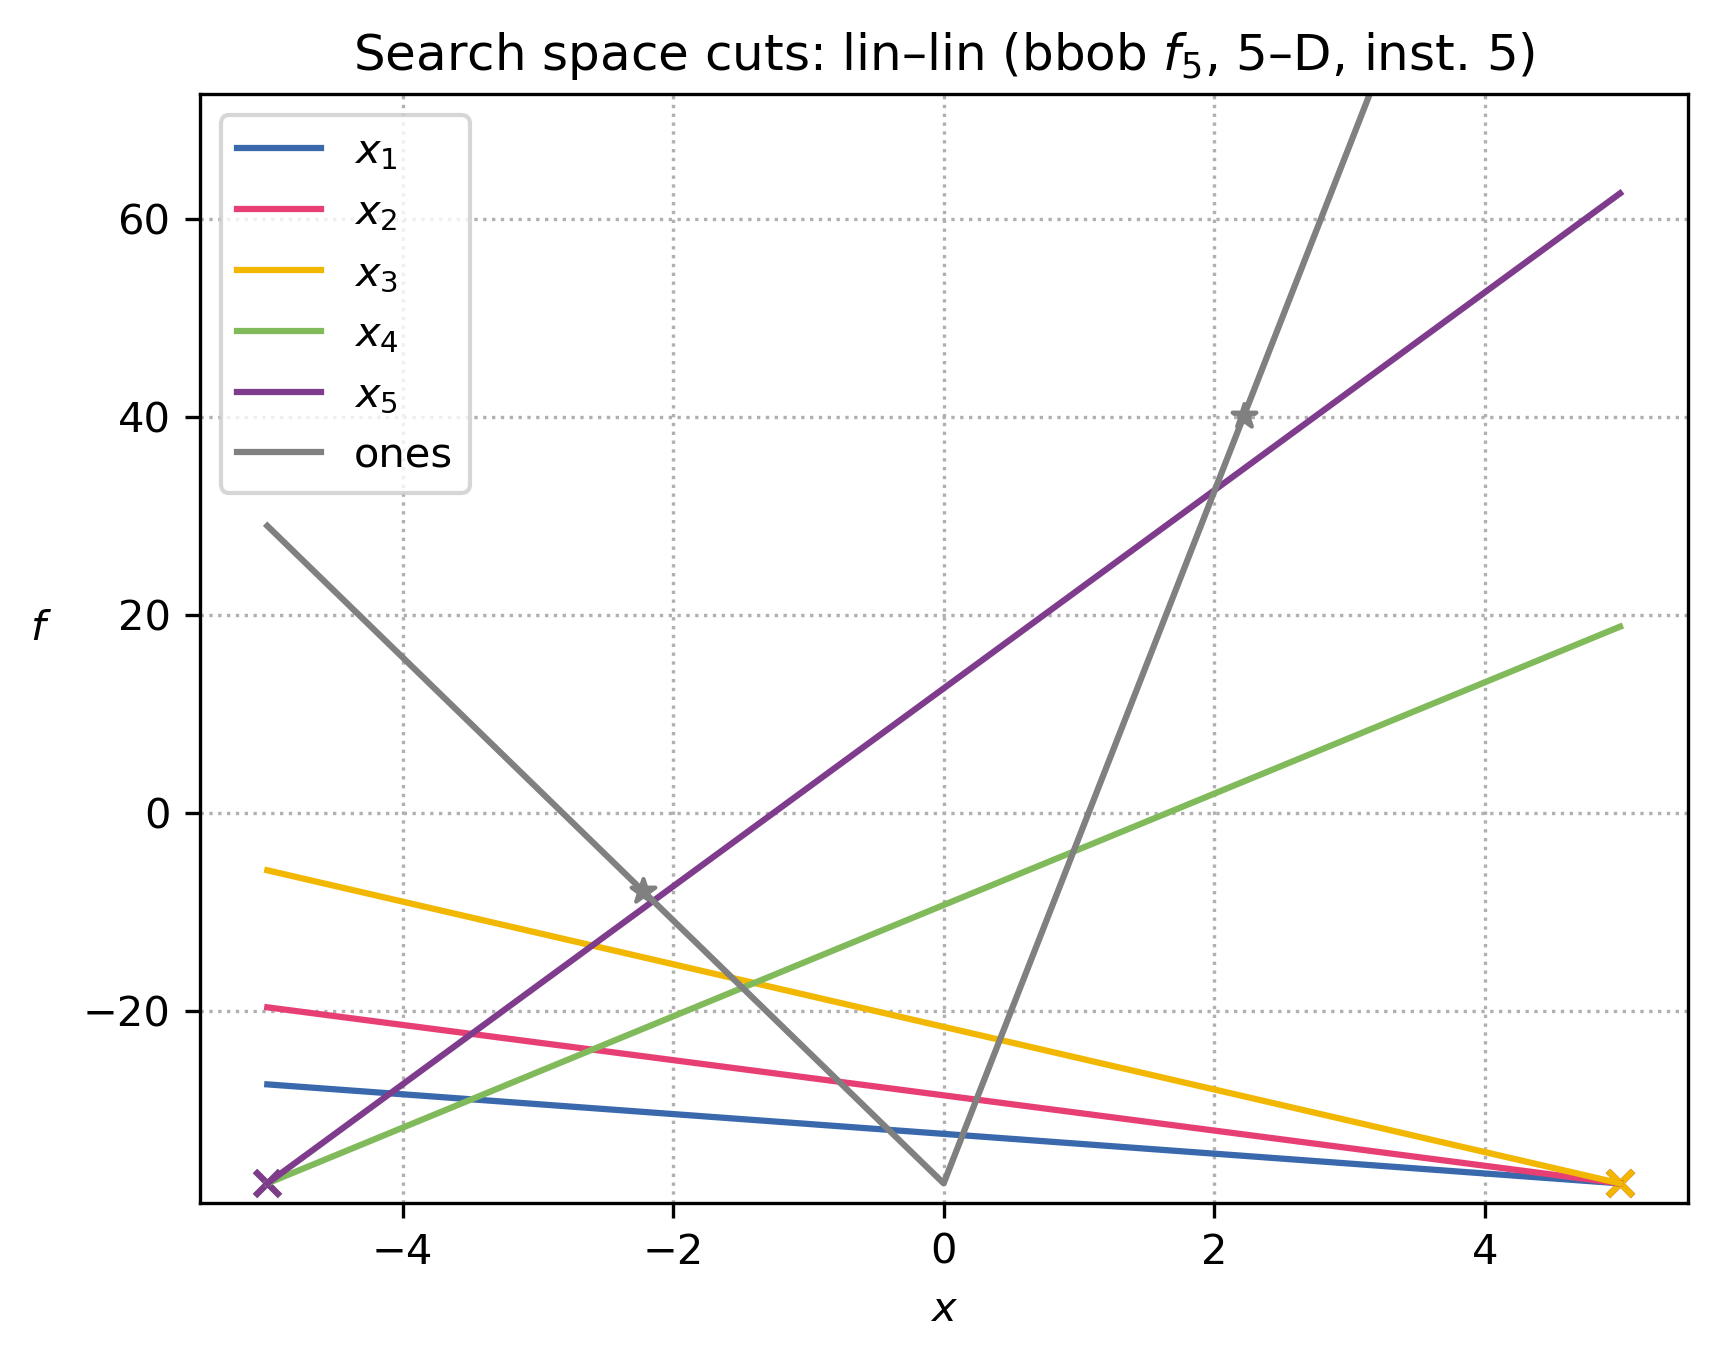 Search space cuts: lin–lin (bbob f₅, 5–D, inst. 5)
x₁
x₂
x₃
x₄
x₅
ones
60
40
20
0
−20
f
−4 −2 0 2 4
x